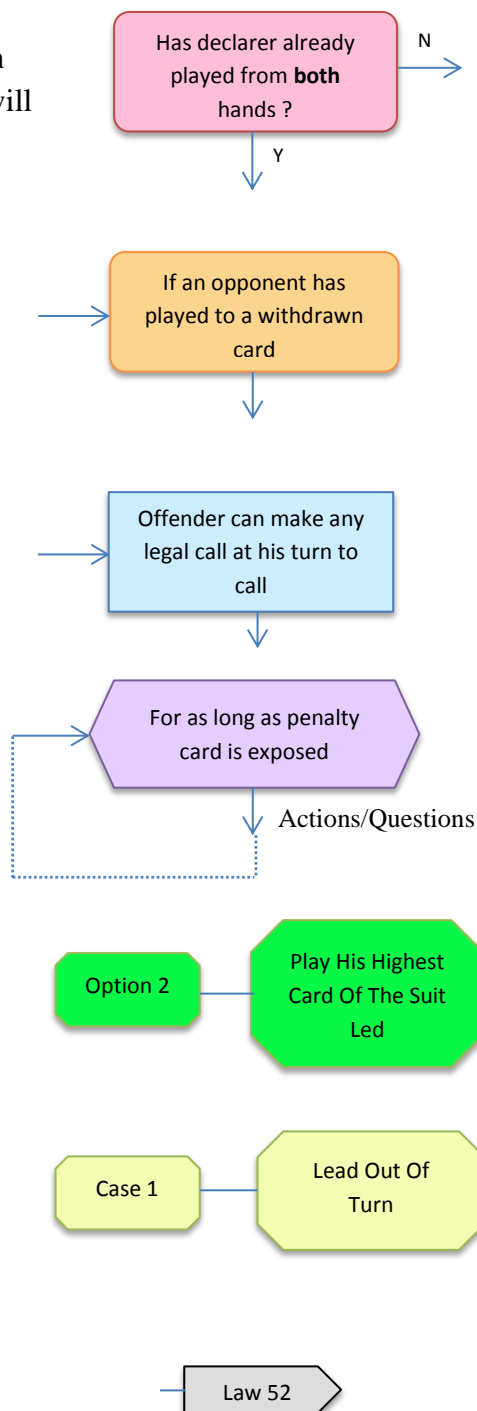 Has declarer already
played from both
hands ?
N
will
Y
If an opponent has
played to a withdrawn
card
Offender can make any
legal call at his turn to
call
For as long as penalty
card is exposed
Actions/Questions
Option 2
Play His Highest
Card Of The Suit
Led
Case 1
Lead Out Of
Turn
Law 52